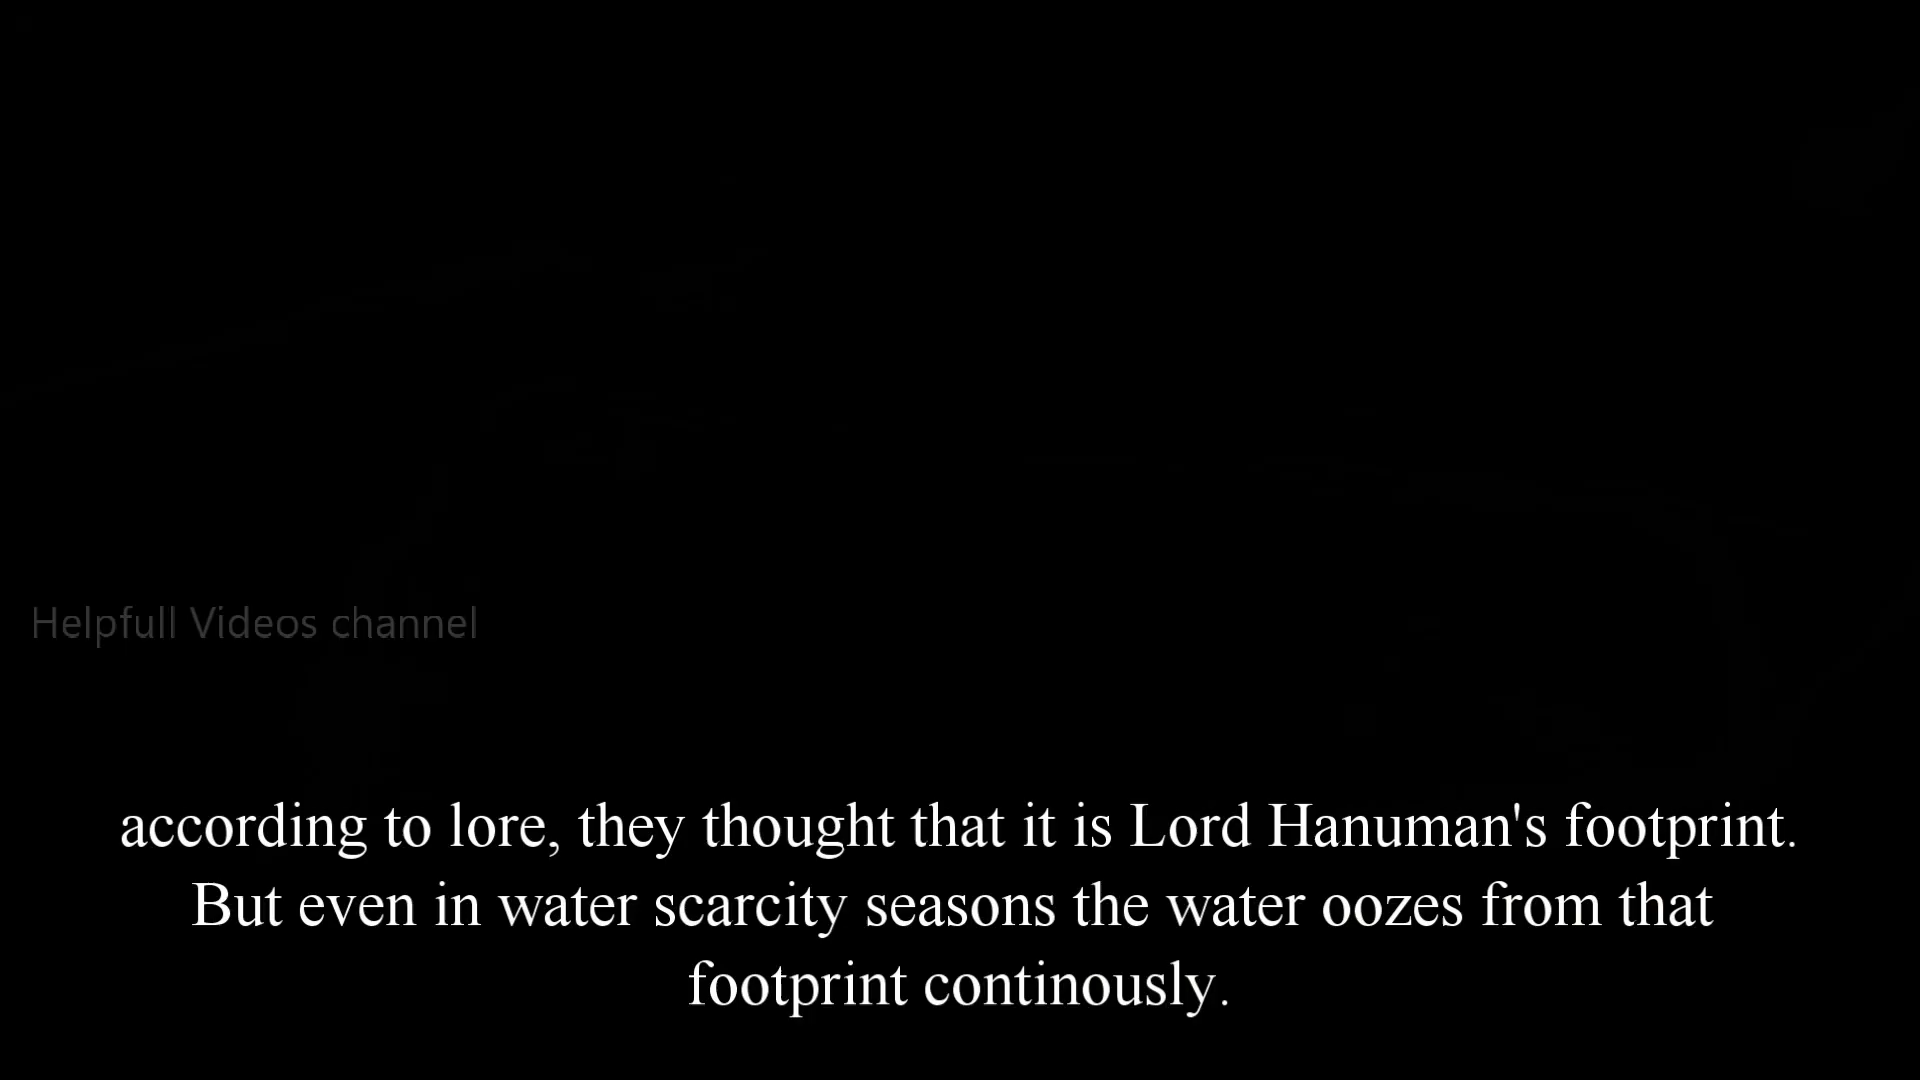 Helpfull Videos channel
according to lore, they thought that it is Lord Hanuman's footprint.
But even in water scarcity seasons the water oozes from that
footprint continously.